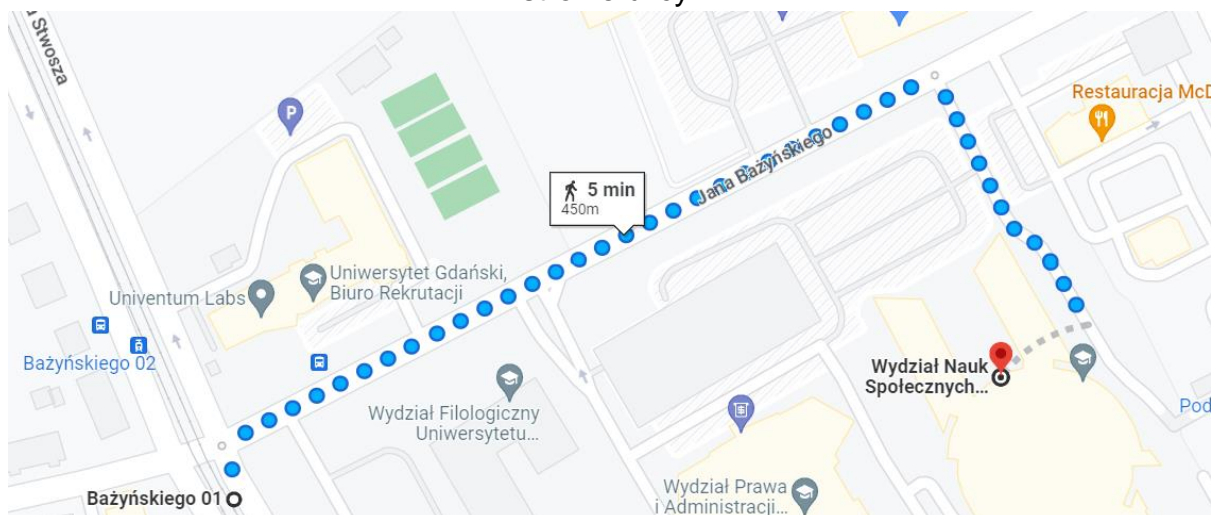 Stwosza
P
Restauracja McD
Jana Bażyńskiego
5 min
450m
Uniwersytet Gdański,
Biuro Rekrutacji
Univentum Labs
Bażyńskiego 02
Wydział Nauk
Społecznych...
Wydział Filologiczny
Uniwersytetu...
Pod
Bażyńskiego 01
Wydział Prawa
i Administracji...